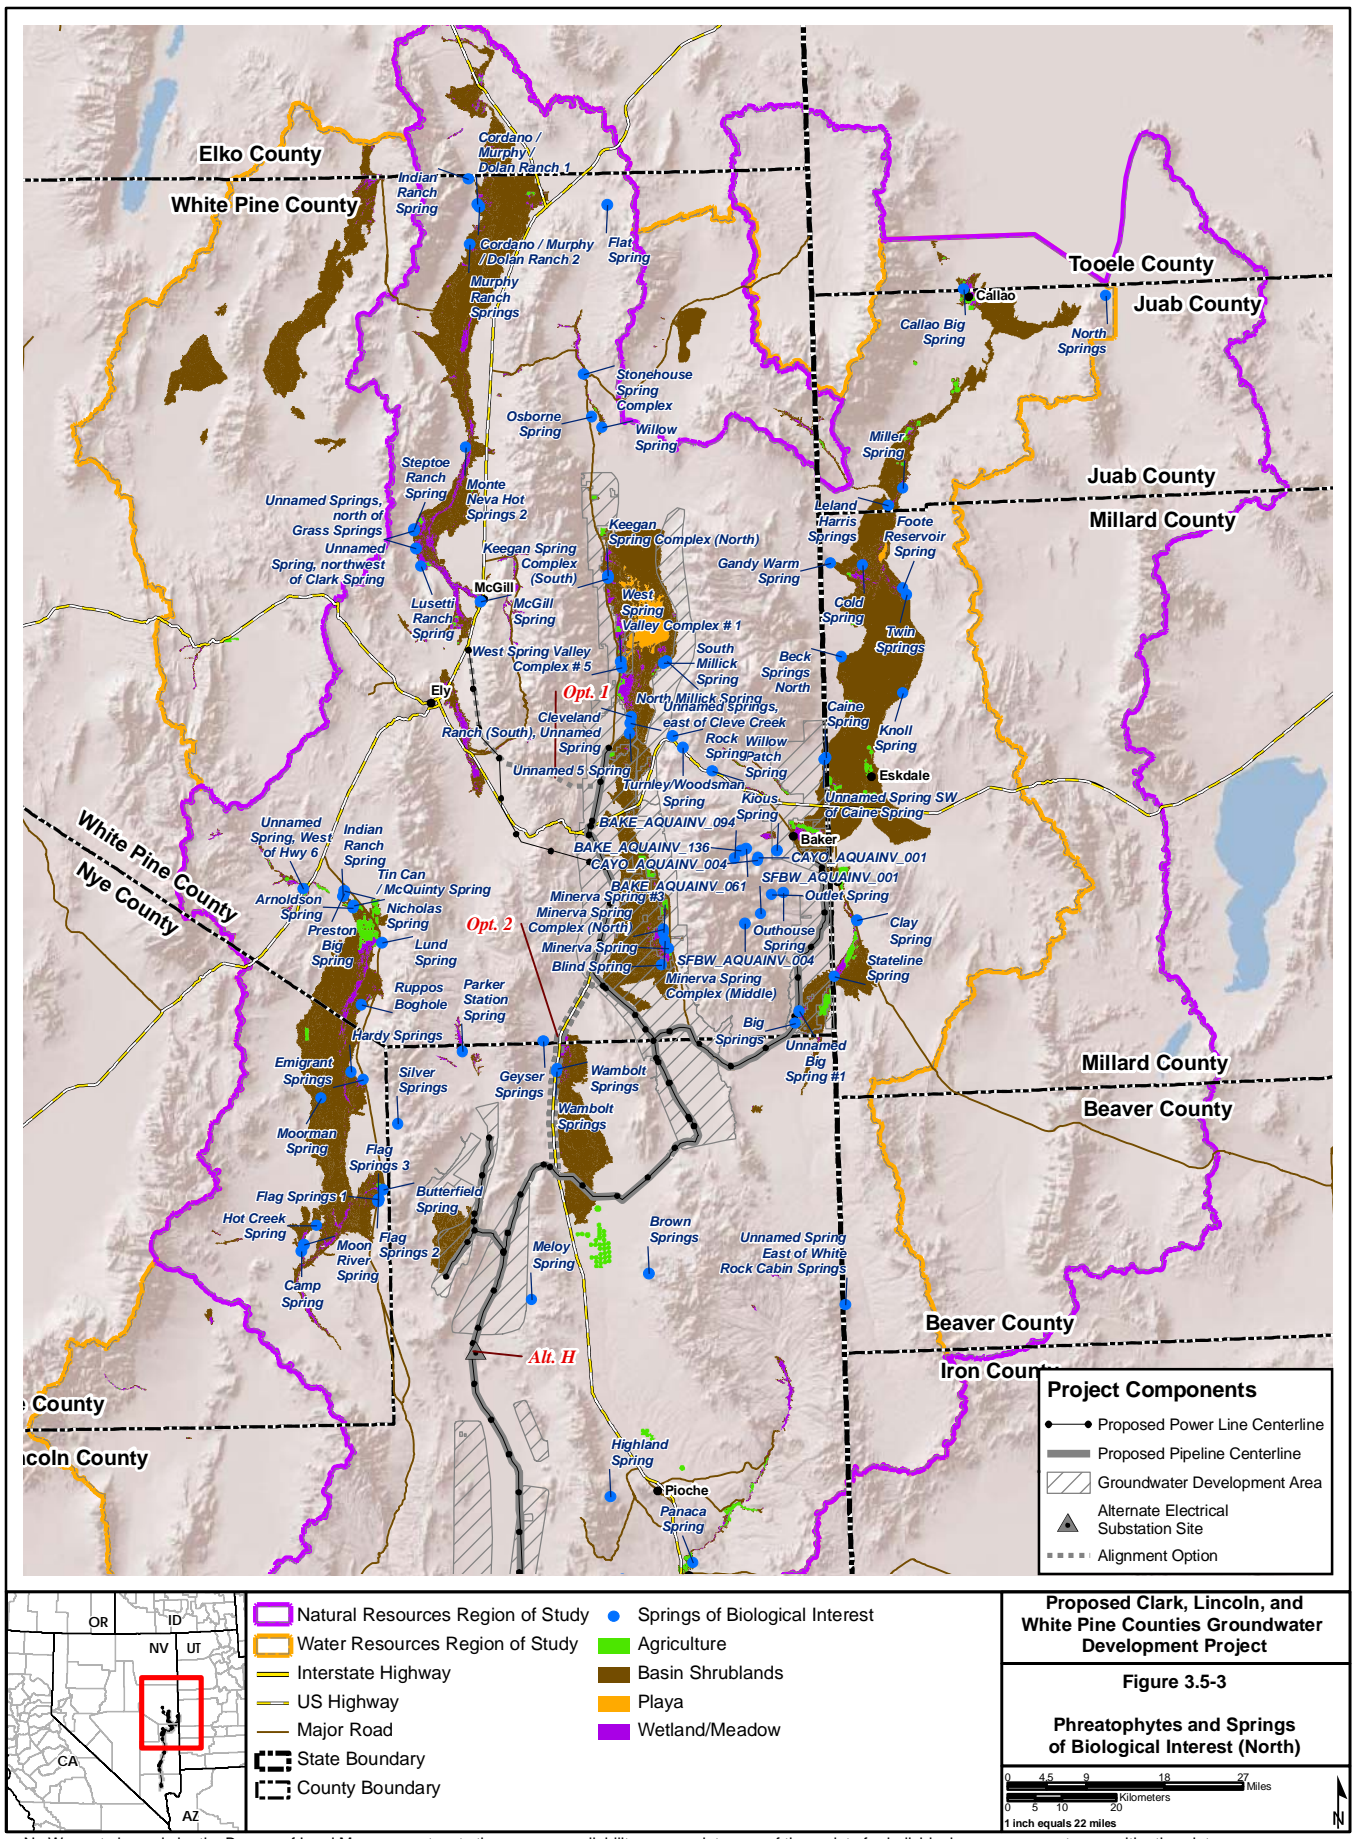 Elko County
White Pine County
Cordano /
Murphy /
Dolan Ranch 1
Indian
Ranch
Spring
Cordano / Murphy
/ Dolan Ranch 2
Flat
Spring
Murphy
Ranch
Springs
Tooele County
Juab County
Callao
Callao Big
Spring
North
Springs
Stonehouse
Spring
Complex
Osborne
Spring
Willow
Spring
Miller
Spring
Steptoe
Ranch
Spring
Monte
Neva Hot
Springs 2
Juab County
Millard County
Unnamed Springs,
north of
Grass Springs
Unnamed
Spring, northwest
of Clark Spring
Leland
Harris
Springs
Foote
Reservoir
Spring
Keegan
Spring Complex (North)
Keegan Spring
Complex
(South)
Gandy Warm
Spring
McGill
McGill
Spring
Lusetti
Ranch
Spring
West
Spring
Valley Complex # 1
Cold
Spring
Twin
Springs
West Spring Valley
Complex # 5
South
Millick
Spring
Beck
Springs
North
Ely
Opt. 1
North Millick Spring
Unnamed springs,
east of Cleve Creek
Cleveland
Ranch (South), Unnamed
Spring
Rock
Spring
Willow
Patch
Spring
Caine
Spring
Knoll
Spring
Unnamed 5 Spring
Turnley/Woodsman
Spring
Eskdale
Unnamed Spring SW
of Caine Spring
Kious
Spring
BAKE_AQUAINV_094
Baker
BAKE_AQUAINV_136
CAYO_AQUAINV_004
CAYO_AQUAINV_001
SFBW_AQUAINV_001
BAKE_AQUAINV_061
Outlet Spring
White Pine County
Nye County
Unnamed
Spring, West
of Hwy 6
Indian
Ranch
Spring
Tin Can
/ McQuinty Spring
Arnoldson
Spring
Nicholas
Spring
Preston
Big
Spring
Lund
Spring
Minerva Spring #3
Minerva Spring
Complex (North)
Minerva Spring
Blind Spring
Opt. 2
Outhouse
Spring
SFBW_AQUAINV_004
Minerva Spring
Complex (Middle)
Clay
Spring
Stateline
Spring
Ruppos
Boghole
Parker
Station
Spring
Hardy Springs
Big
Springs
Unnamed
Big
Spring #1
Emigrant
Springs
Silver
Springs
Geyser
Springs
Wambolt
Springs
Wambolt
Springs
Millard County
Beaver County
Moorman
Spring
Flag
Springs 3
Flag Springs 1
Butterfield
Spring
Hot Creek
Spring
Moon
River
Spring
Flag
Springs 2
Camp
Spring
Meloy
Spring
Brown
Springs
Unnamed Spring
East of White
Rock Cabin Springs
Beaver County
Iron County
Alt. H
e County
ncoln County
Highland
Spring
Pioche
Panaca
Spring
Project Components
Proposed Power Line Centerline
Proposed Pipeline Centerline
Groundwater Development Area
Alternate Electrical
Substation Site
Alignment Option
OR
ID
NV
UT
CA
AZ
Natural Resources Region of Study
Water Resources Region of Study
Interstate Highway
US Highway
Major Road
State Boundary
County Boundary
Springs of Biological Interest
Agriculture
Basin Shrublands
Playa
Wetland/Meadow
Proposed Clark, Lincoln, and
White Pine Counties Groundwater
Development Project
Figure 3.5-3
Phreatophytes and Springs
of Biological Interest (North)
0 4.5 9 18 27
Miles
Kilometers
0 5 10 20
1 inch equals 22 miles
N